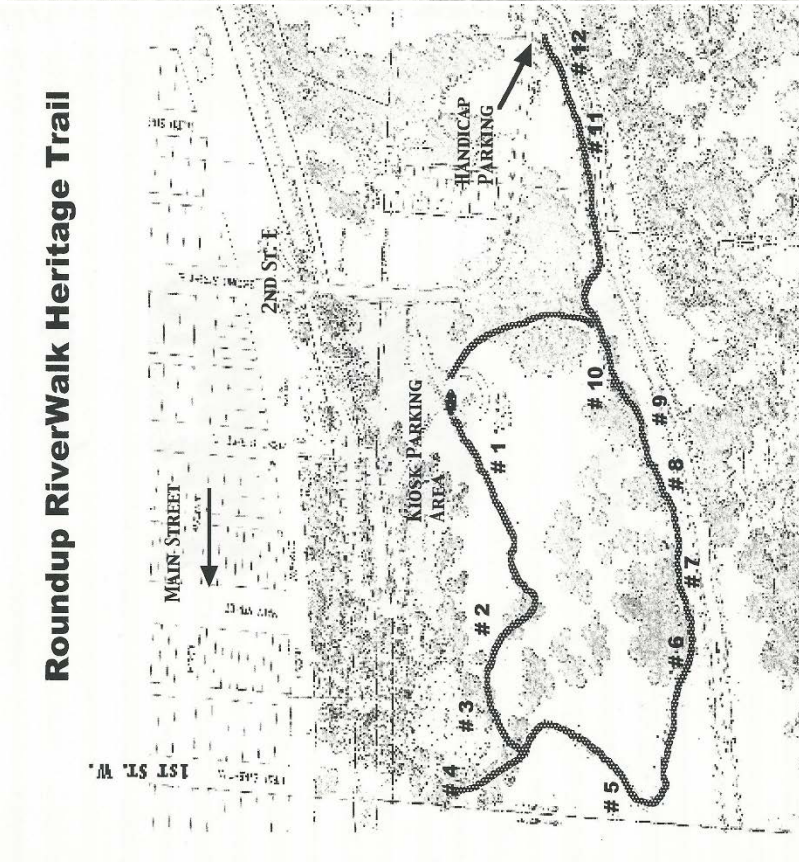 Roundup RiverWalk Heritage Trail
1ST ST. W.
MAIN STREET
2ND ST. E
KIOSK PARKING
AREA
HANDICAP
PARKING
# 1
# 2
# 3
# 4
# 5
# 6
# 7
# 8
# 9
# 10
#11
#12